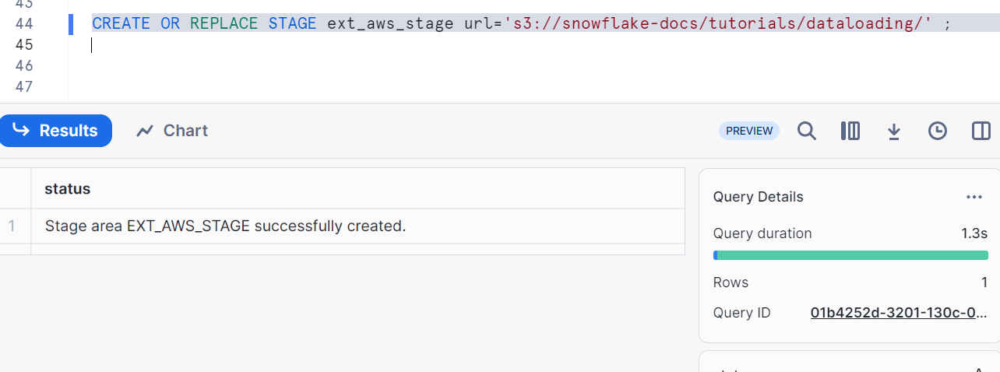 43
44 CREATE OR REPLACE STAGE ext_aws_stage url='s3://snowflake-docs/tutorials/dataloading/' ;
45
46
47
Results Chart PREVIEW
status
1 Stage area EXT_AWS_STAGE successfully created.
Query Details ...
Query duration 1.3s
Rows 1
Query ID 01b4252d-3201-130c-0...